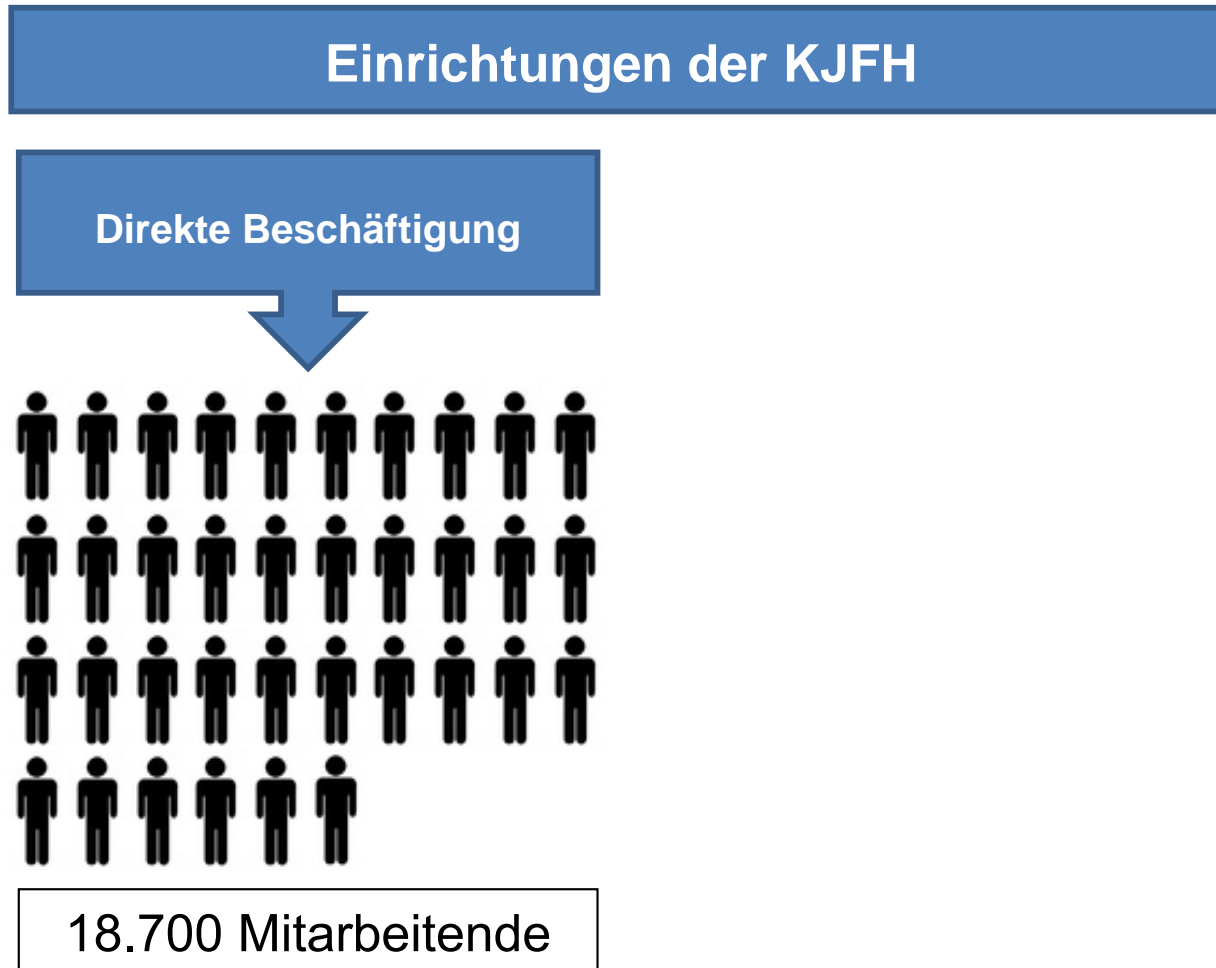 Einrichtungen der KJFH
Direkte Beschäftigung
18.700 Mitarbeitende